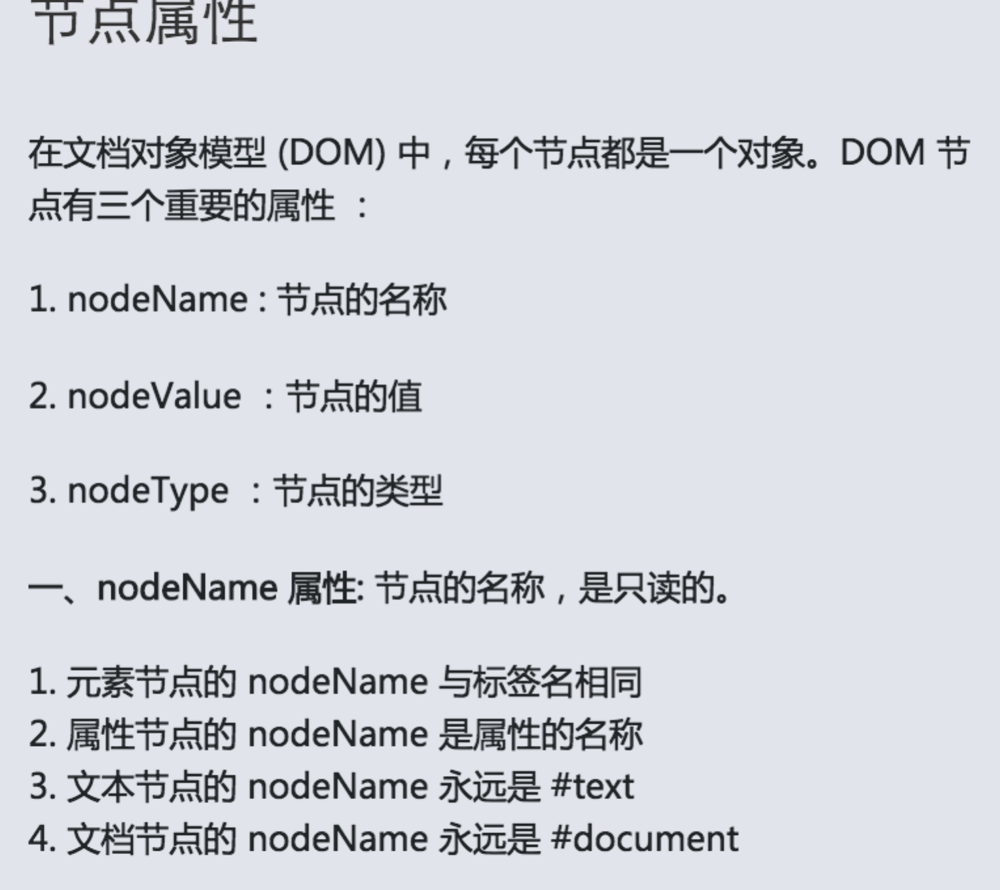 节点属性
在文档对象模型 (DOM) 中，每个节点都是一个对象。DOM 节
点有三个重要的属性 ：
1. nodeName : 节点的名称
2. nodeValue ：节点的值
3. nodeType ：节点的类型
一、nodeName 属性: 节点的名称，是只读的。
1. 元素节点的 nodeName 与标签名相同
2. 属性节点的 nodeName 是属性的名称
3. 文本节点的 nodeName 永远是 #text
4. 文档节点的 nodeName 永远是 #document